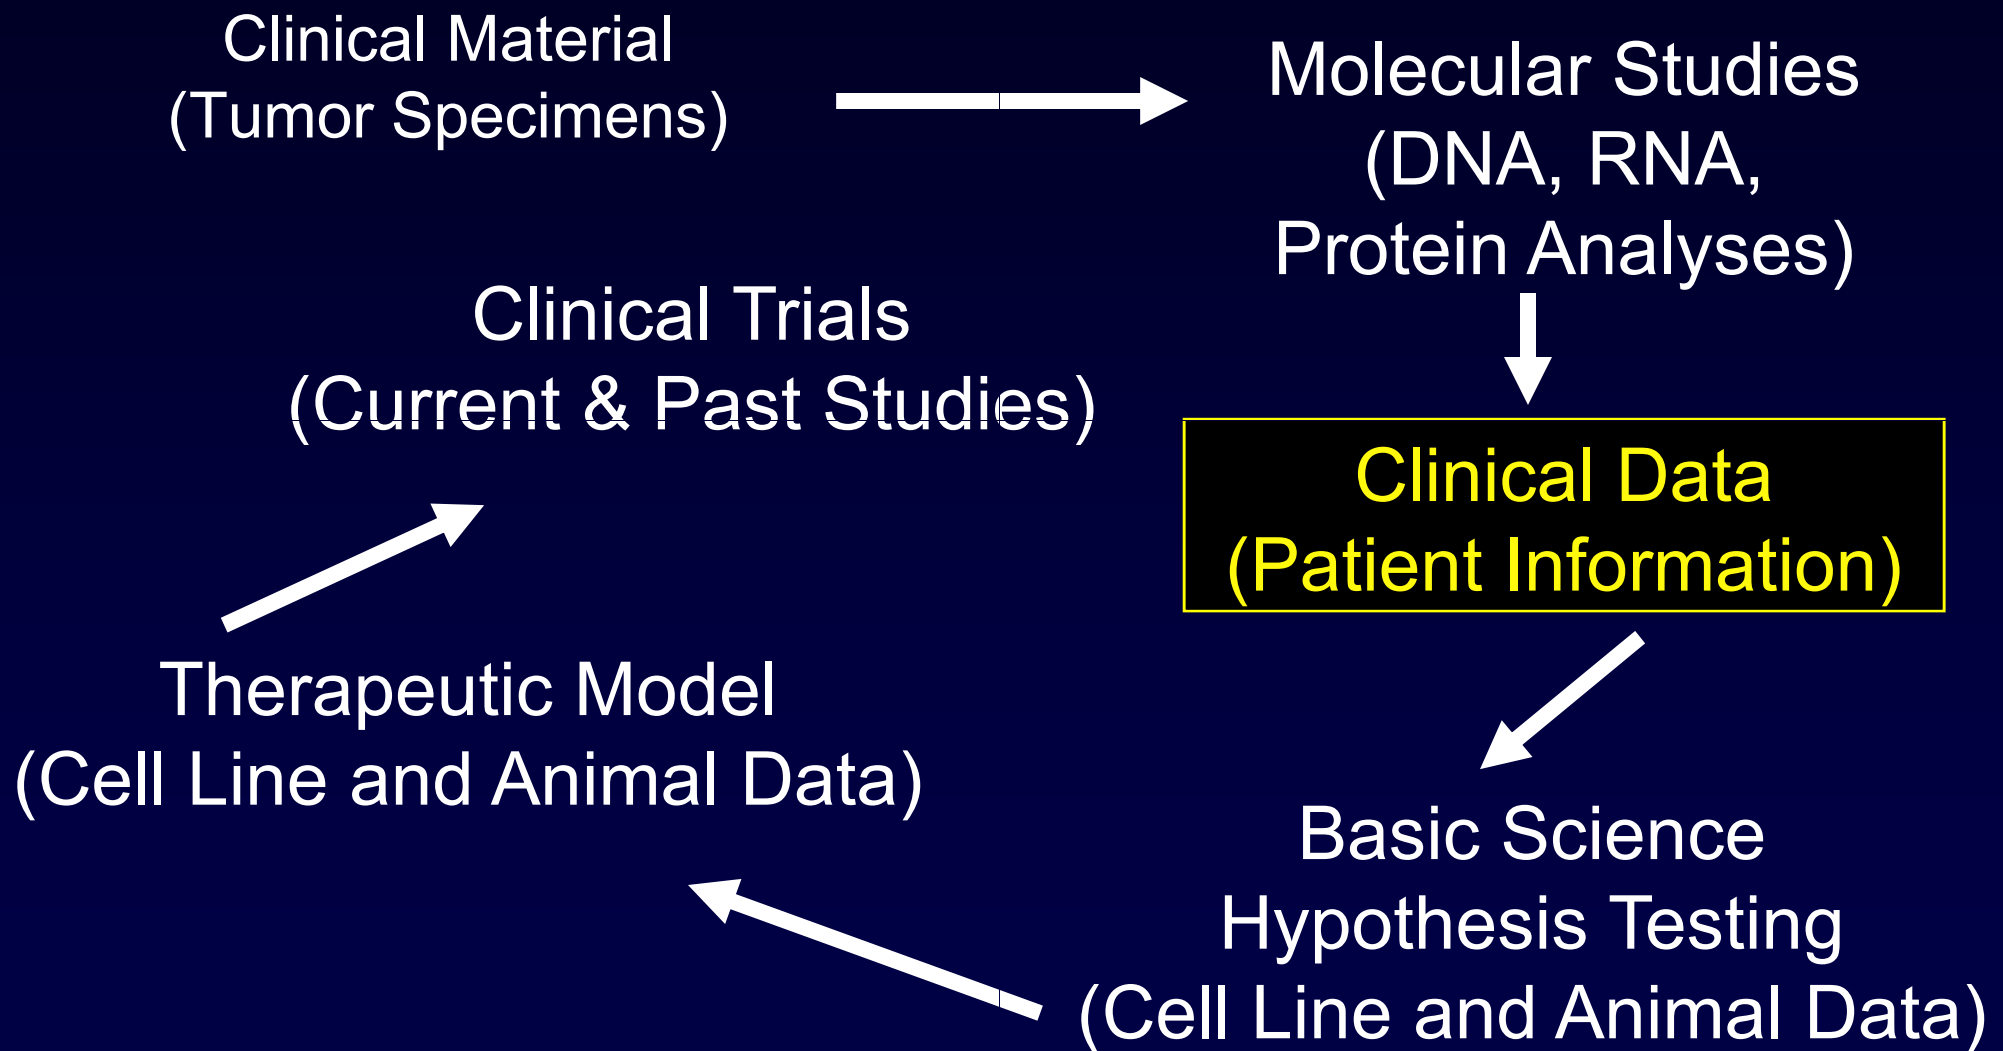 Clinical Material
(Tumor Specimens)
Molecular Studies
(DNA, RNA,
Protein Analyses)
Clinical Data
(Patient Information)
Basic Science
Hypothesis Testing
(Cell Line and Animal Data)
Therapeutic Model
(Cell Line and Animal Data)
Clinical Trials
(Current & Past Studies)